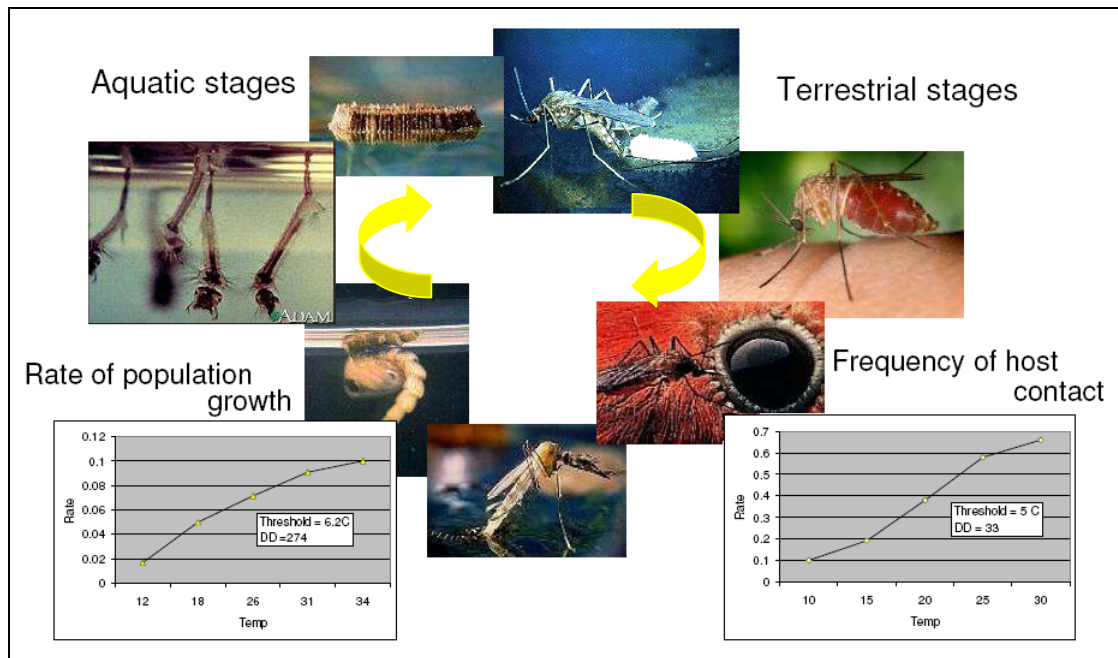 Aquatic stages
Terrestrial stages
ADAM
Rate of population
growth
Frequency of host
contact
0.12
0.1
0.08
0.06
0.04
0.02
0
Rate
Threshold = 6.2C
DD =274
12 18 26 31 34
Temp
0.7
0.6
0.5
0.4
0.3
0.2
0.1
0
Rate
Threshold = 5 C
DD = 33
10 15 20 25 30
Temp